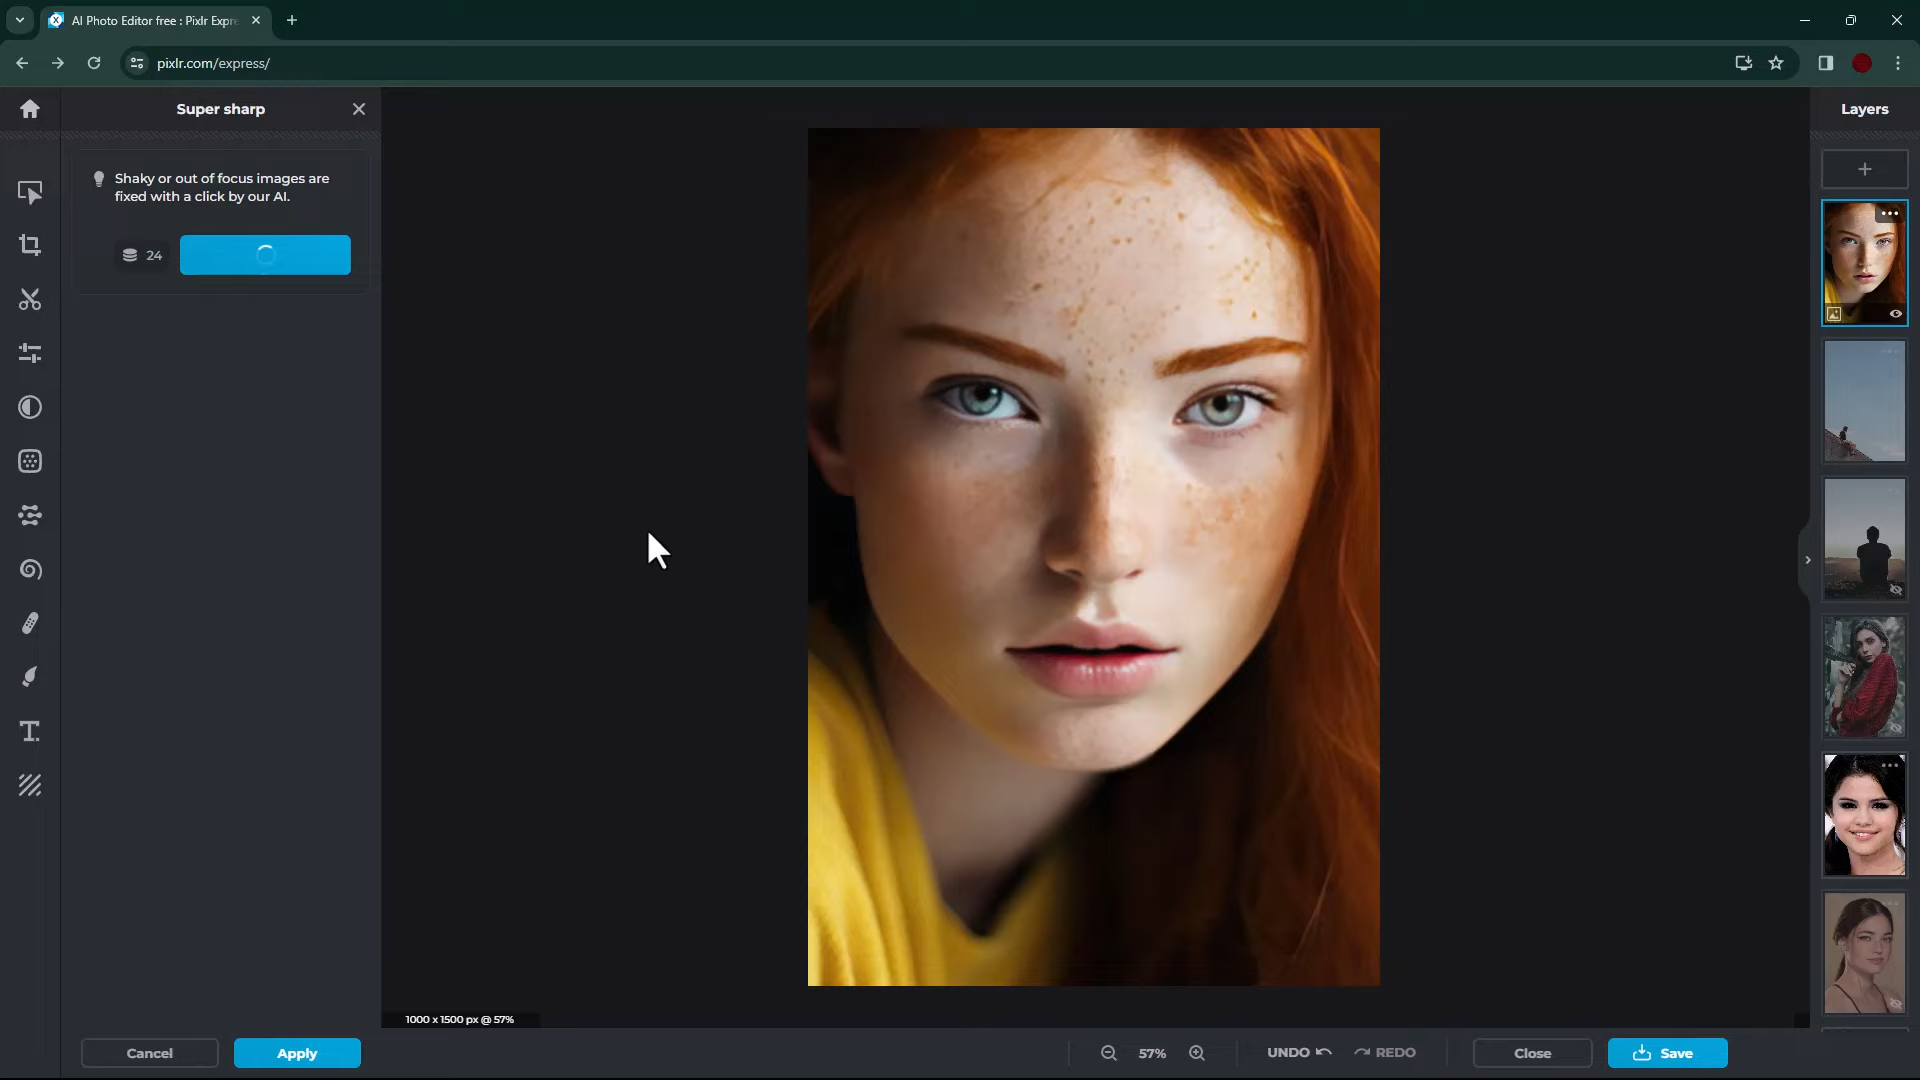 AI Photo Editor free : Pixlr Expre
pixlr.com/express/
Super sharp
Layers
Shaky or out of focus images are
fixed with a click by our AI.
24
1000 x 1500 px @ 57%
Cancel
Apply
57%
UNDO
REDO
Close
Save